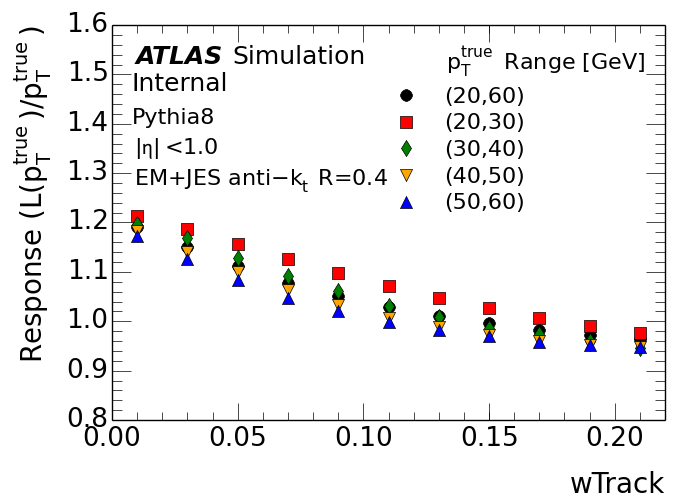 1.6
1.5
1.4
1.3
1.2
1.1
1.0
0.9
0.8
Response (L(p_T^true)/p_T^true)
ATLAS Simulation
Internal
Pythia8
|η| <1.0
EM+JES anti−k_t R=0.4
p_T^true Range [GeV]
(20,60)
(20,30)
(30,40)
(40,50)
(50,60)
0.00 0.05 0.10 0.15 0.20
wTrack